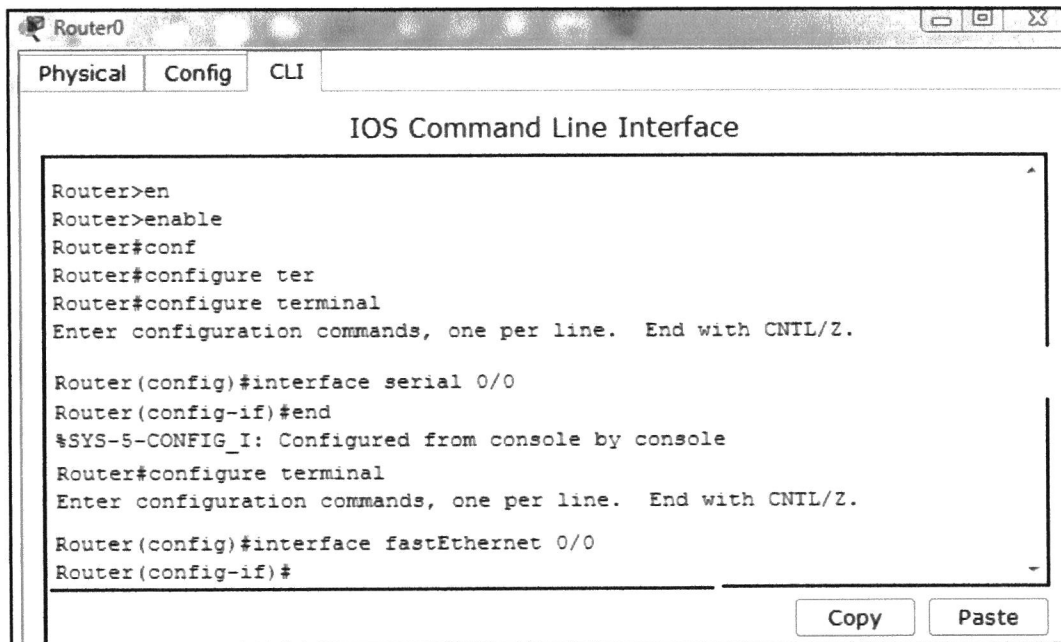 Router0
Physical Config CLI
IOS Command Line Interface
Router>en
Router>enable
Router#conf
Router#configure ter
Router#configure terminal
Enter configuration commands, one per line.  End with CNTL/Z.
Router(config)#interface serial 0/0
Router(config-if)#end
%SYS-5-CONFIG_I: Configured from console by console
Router#configure terminal
Enter configuration commands, one per line.  End with CNTL/Z.
Router(config)#interface fastEthernet 0/0
Router(config-if)#
Copy Paste